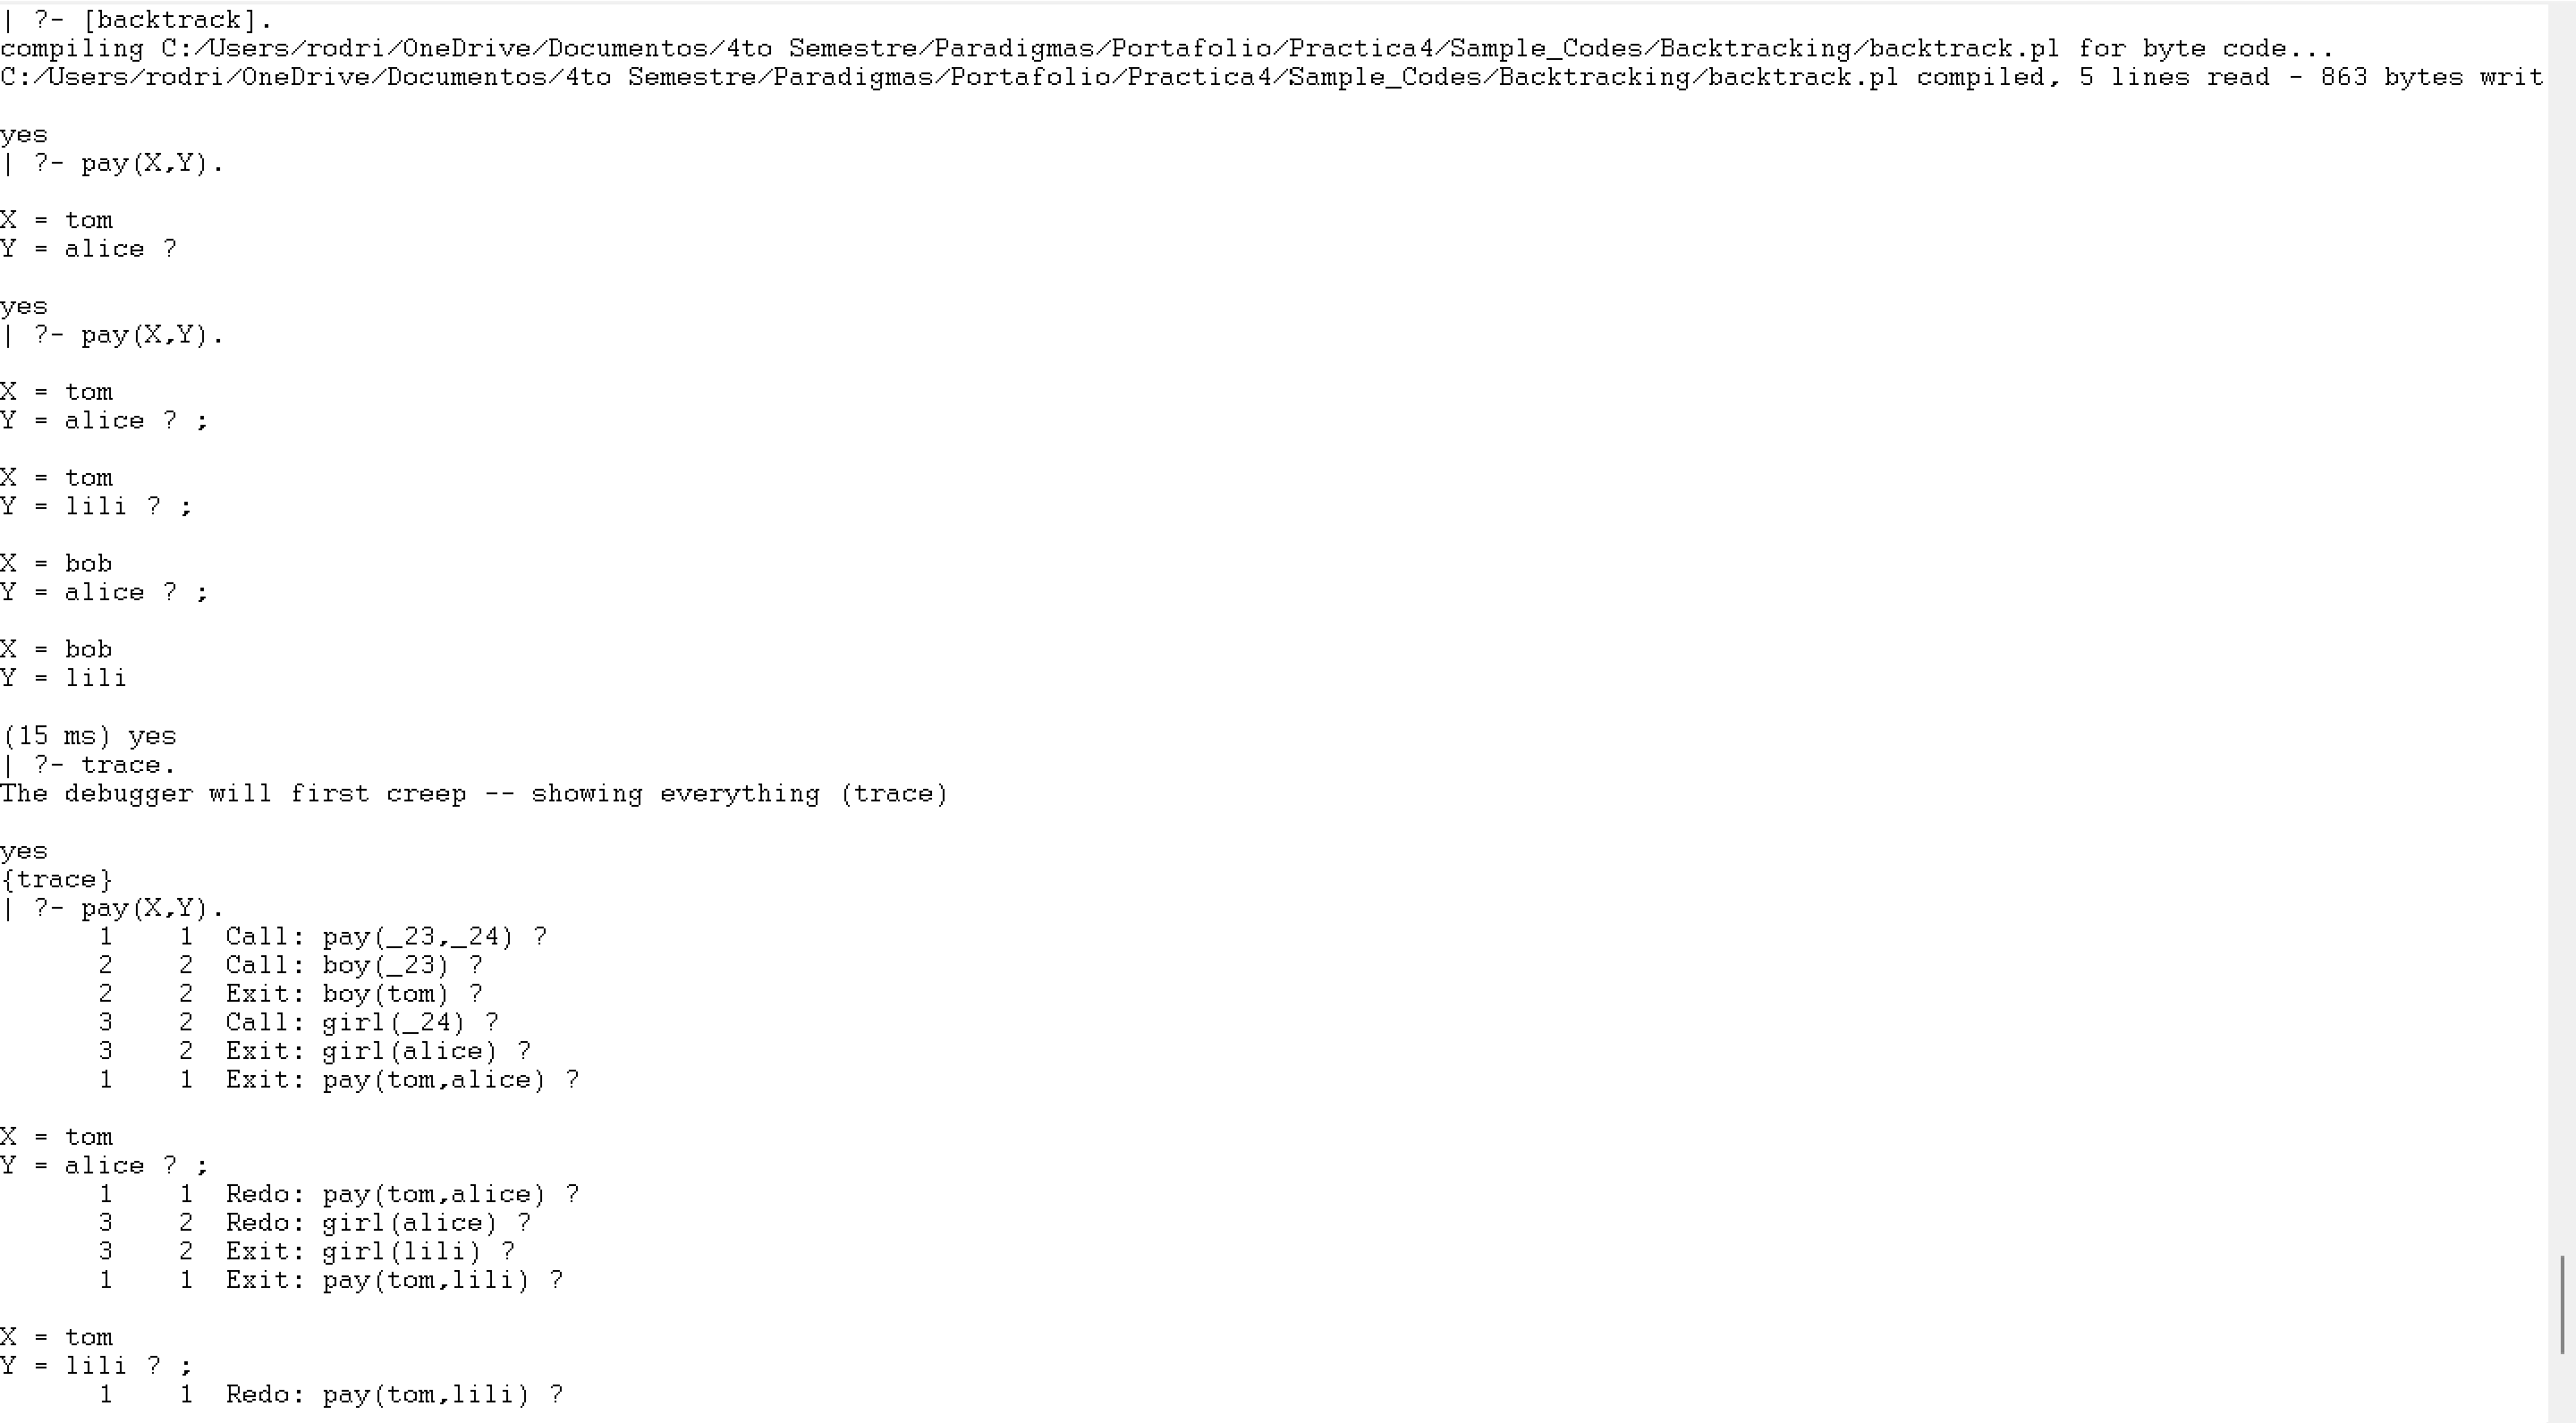 | ?- [backtrack].
compiling C:/Users/rodri/OneDrive/Documentos/4to Semestre/Paradigmas/Portafolio/Practica4/Sample_Codes/Backtracking/backtrack.pl for byte code...
C:/Users/rodri/OneDrive/Documentos/4to Semestre/Paradigmas/Portafolio/Practica4/Sample_Codes/Backtracking/backtrack.pl compiled, 5 lines read - 863 bytes writ
yes
| ?- pay(X,Y).
X = tom
Y = alice ?
yes
| ?- pay(X,Y).
X = tom
Y = alice ? ;
X = tom
Y = lili ? ;
X = bob
Y = alice ? ;
X = bob
Y = lili
(15 ms) yes
| ?- trace.
The debugger will first creep -- showing everything (trace)
yes
{trace}
| ?- pay(X,Y).
      1    1  Call: pay(_23,_24) ?
      2    2  Call: boy(_23) ?
      2    2  Exit: boy(tom) ?
      3    2  Call: girl(_24) ?
      3    2  Exit: girl(alice) ?
      1    1  Exit: pay(tom,alice) ?
X = tom
Y = alice ? ;
      1    1  Redo: pay(tom,alice) ?
      3    2  Redo: girl(alice) ?
      3    2  Exit: girl(lili) ?
      1    1  Exit: pay(tom,lili) ?
X = tom
Y = lili ? ;
      1    1  Redo: pay(tom,lili) ?